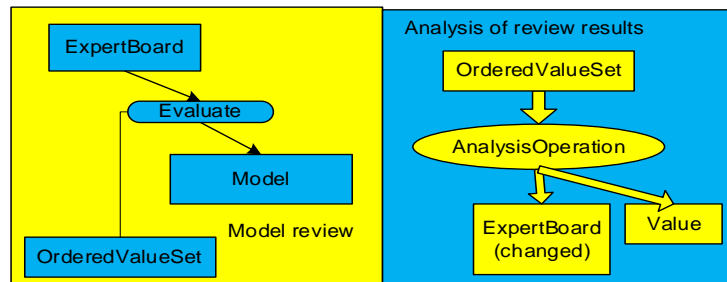 ExpertBoard
Evaluate
Model
Model review
OrderedValueSet
Analysis of review results
OrderedValueSet
AnalysisOperation
ExpertBoard
(changed)
Value